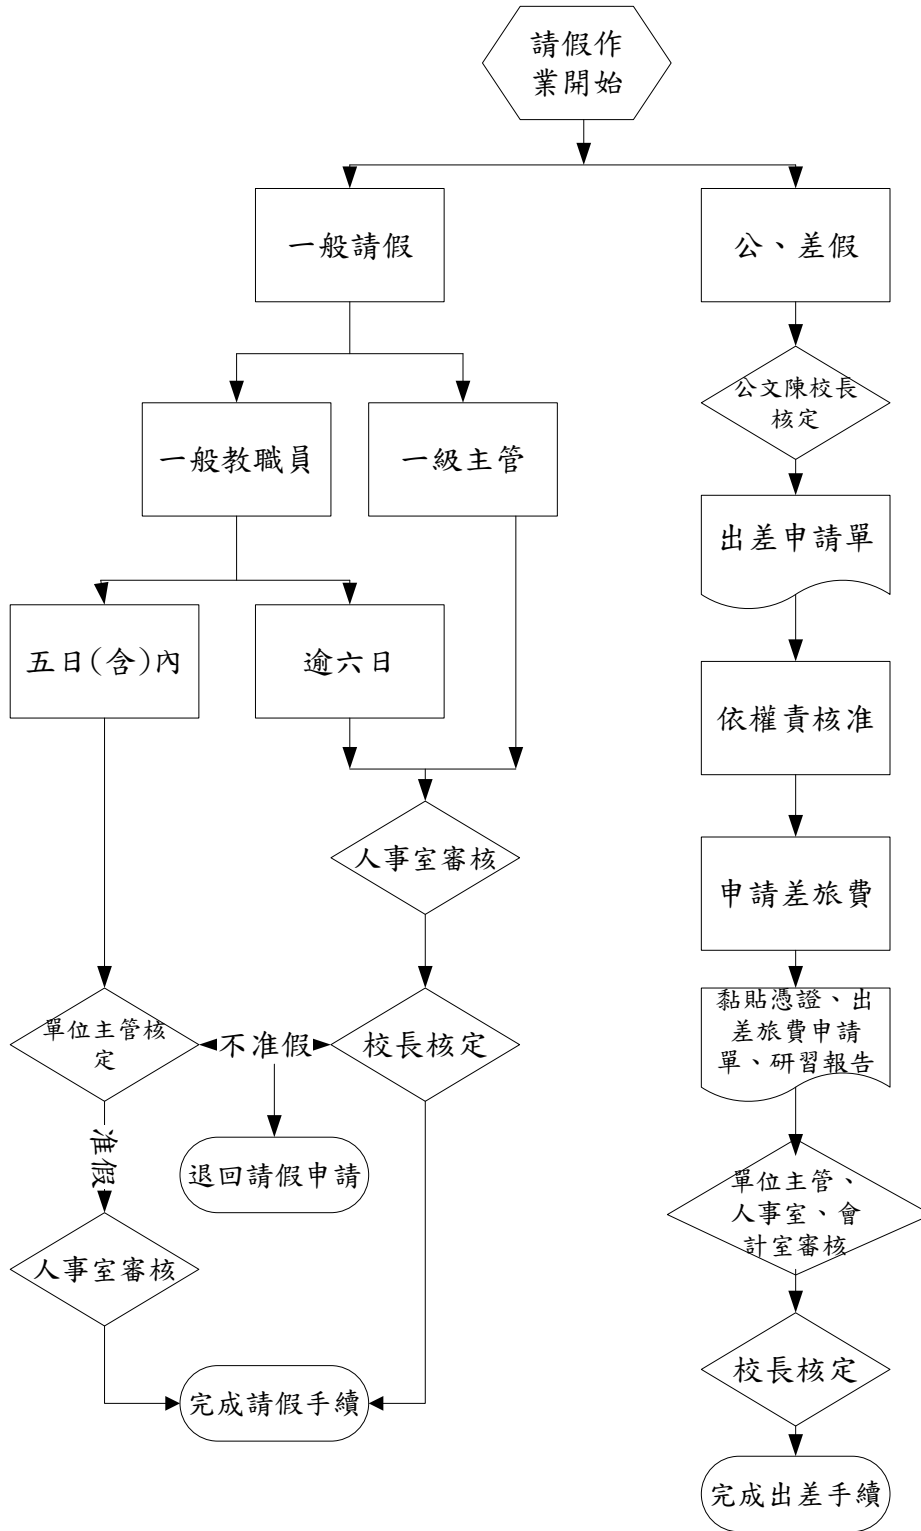 請假作
業開始
一般請假
公、差假
公文陳校長
核定
一般教職員
一級主管
出差申請單
五日(含)內
逾六日
依權責核准
人事室審核
申請差旅費
黏貼憑證、出
差旅費申請
單、研習報告
單位主管核
定
不准假
校長核定
准假
退回請假申請
單位主管、
人事室、會
計室審核
人事室審核
校長核定
完成請假手續
完成出差手續